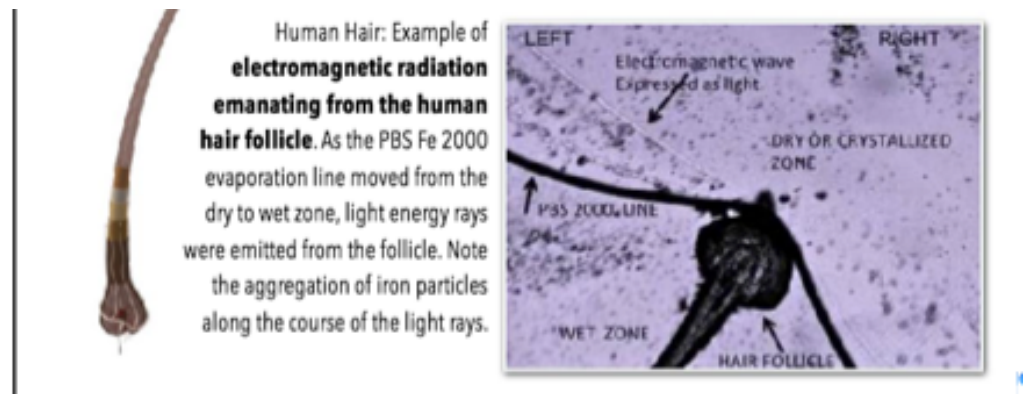 Human Hair: Example of
electromagnetic radiation
emanating from the human
hair follicle. As the PBS Fe 2000
evaporation line moved from the
dry to wet zone, light energy rays
were emitted from the follicle. Note
the aggregation of iron particles
along the course of the light rays.
LEFT
RIGHT
Electromagnetic wave
Expressed as light
DRY OR CRYSTALLIZED
ZONE
PBS 2000 LINE
WET ZONE
HAIR FOLLICLE